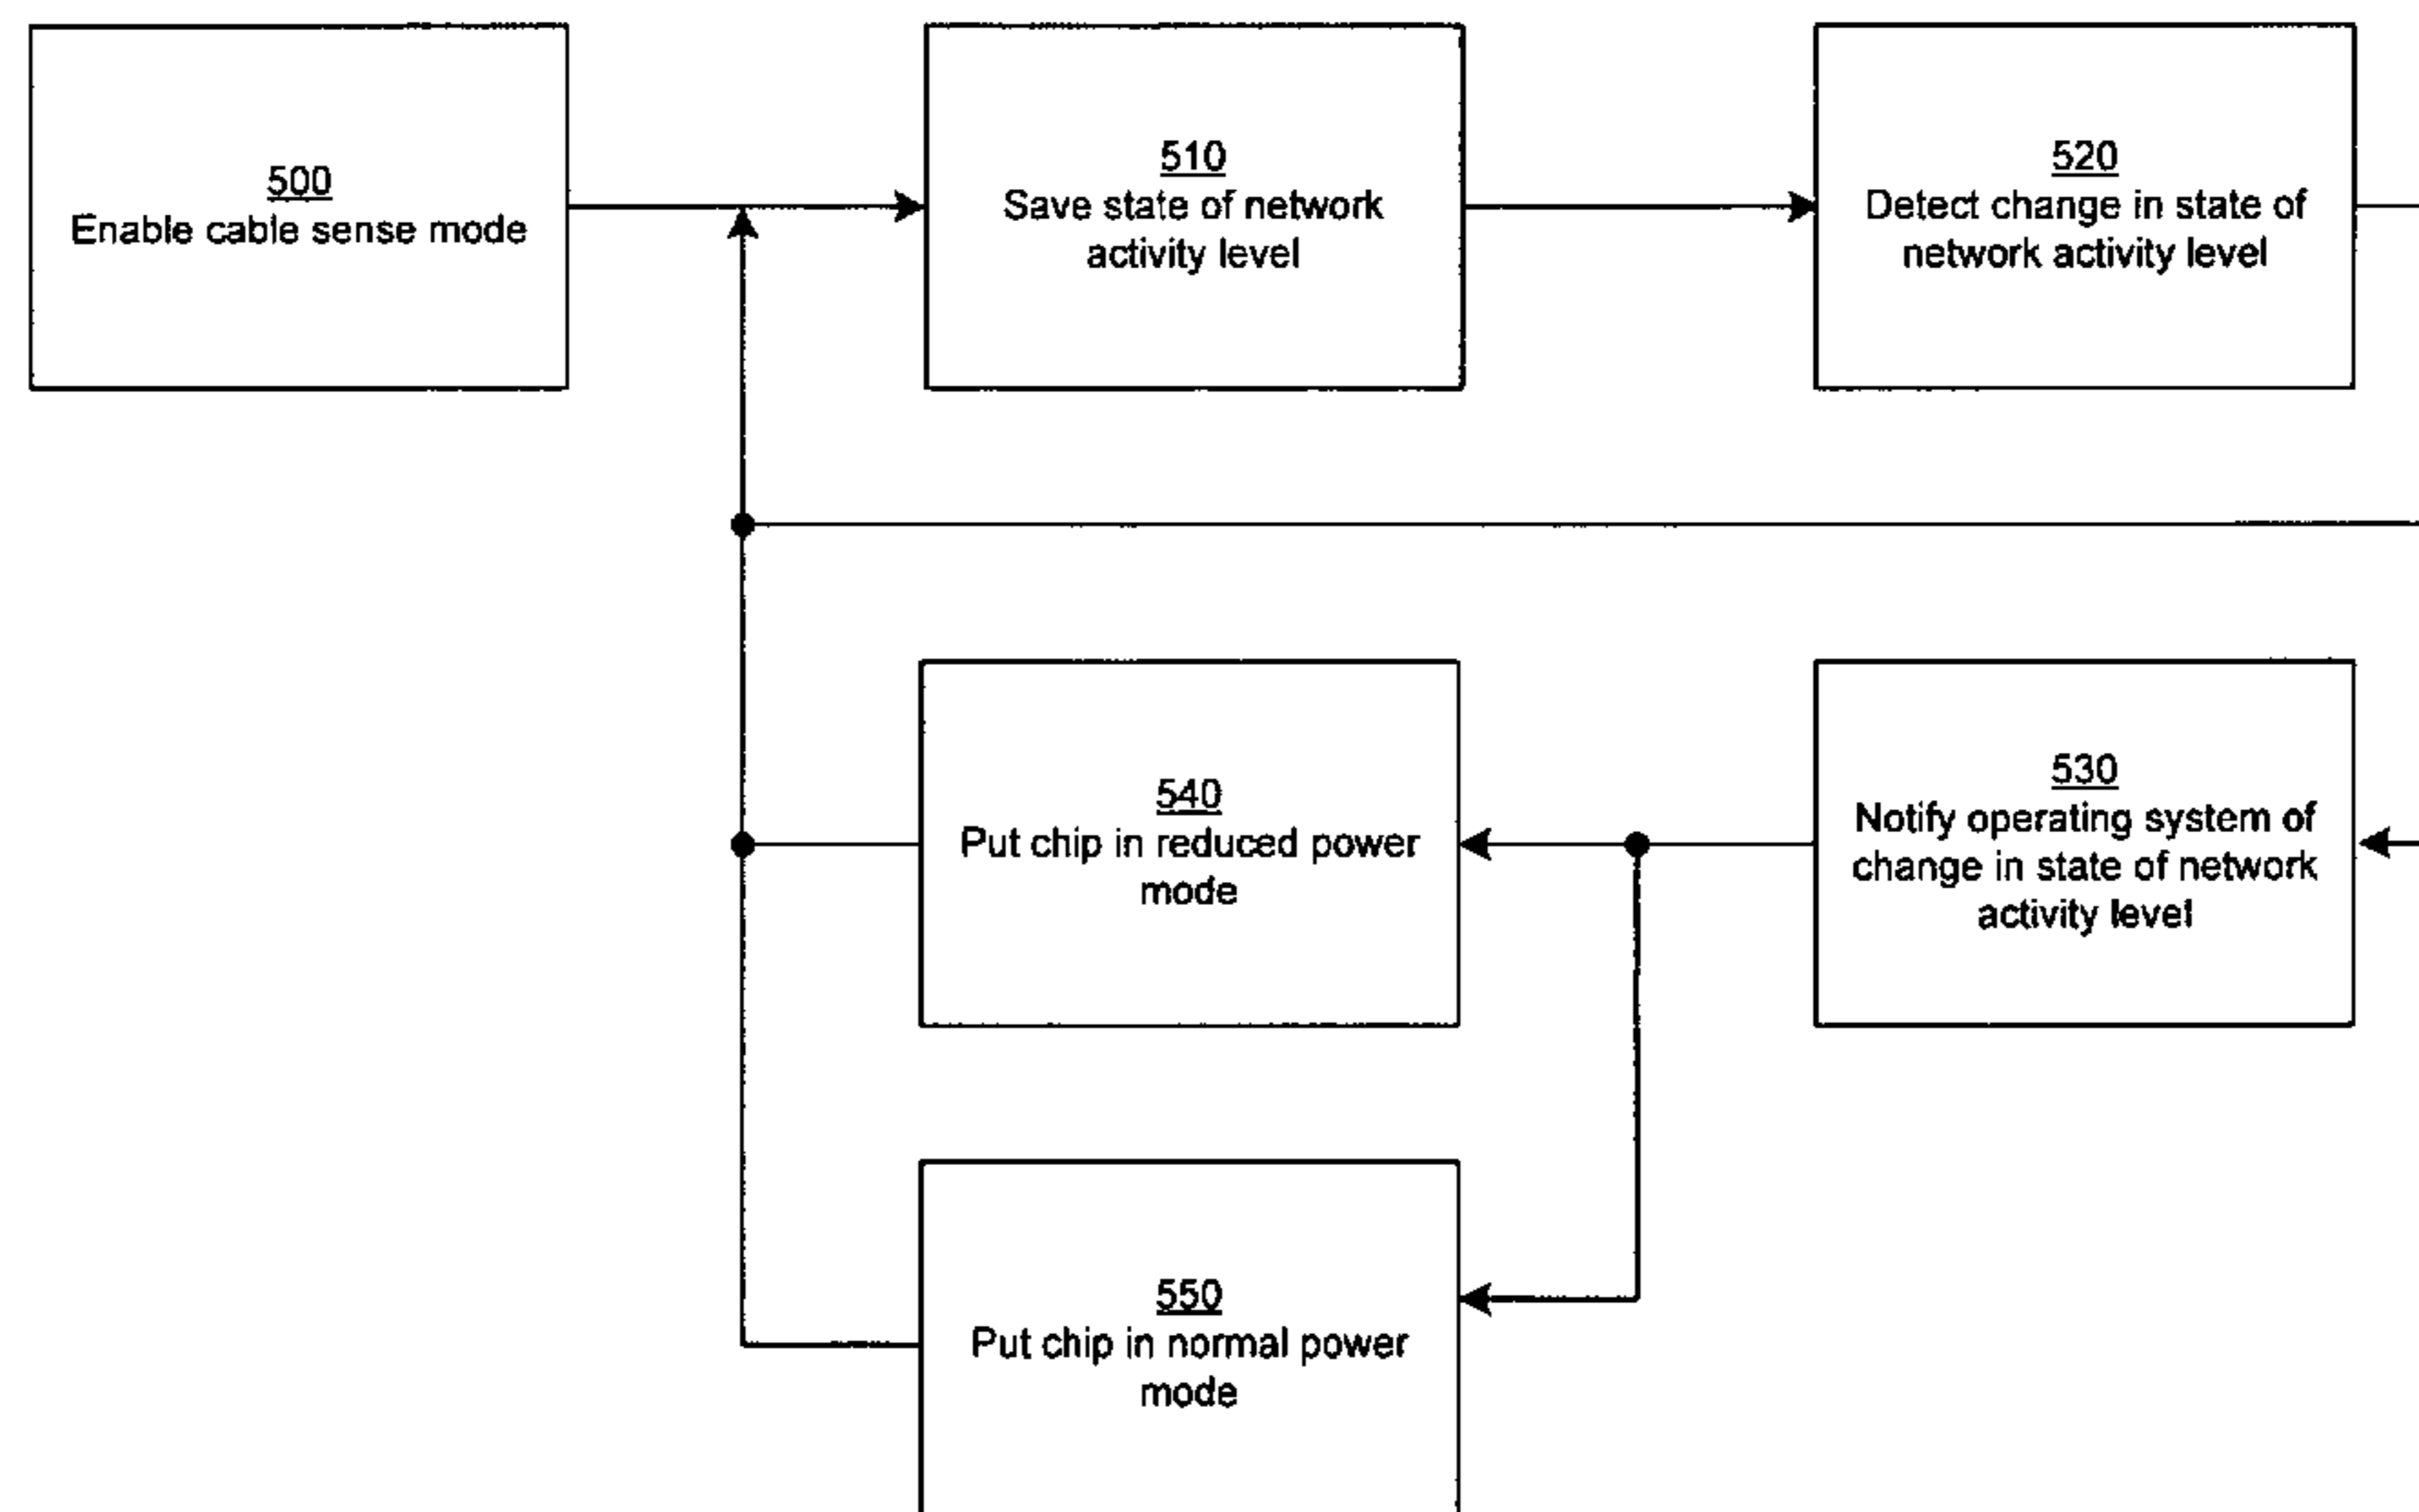 500
Enable cable sense mode
510
Save state of network
activity level
520
Detect change in state of
network activity level
530
Notify operating system of
change in state of network
activity level
540
Put chip in reduced power
mode
550
Put chip in normal power
mode